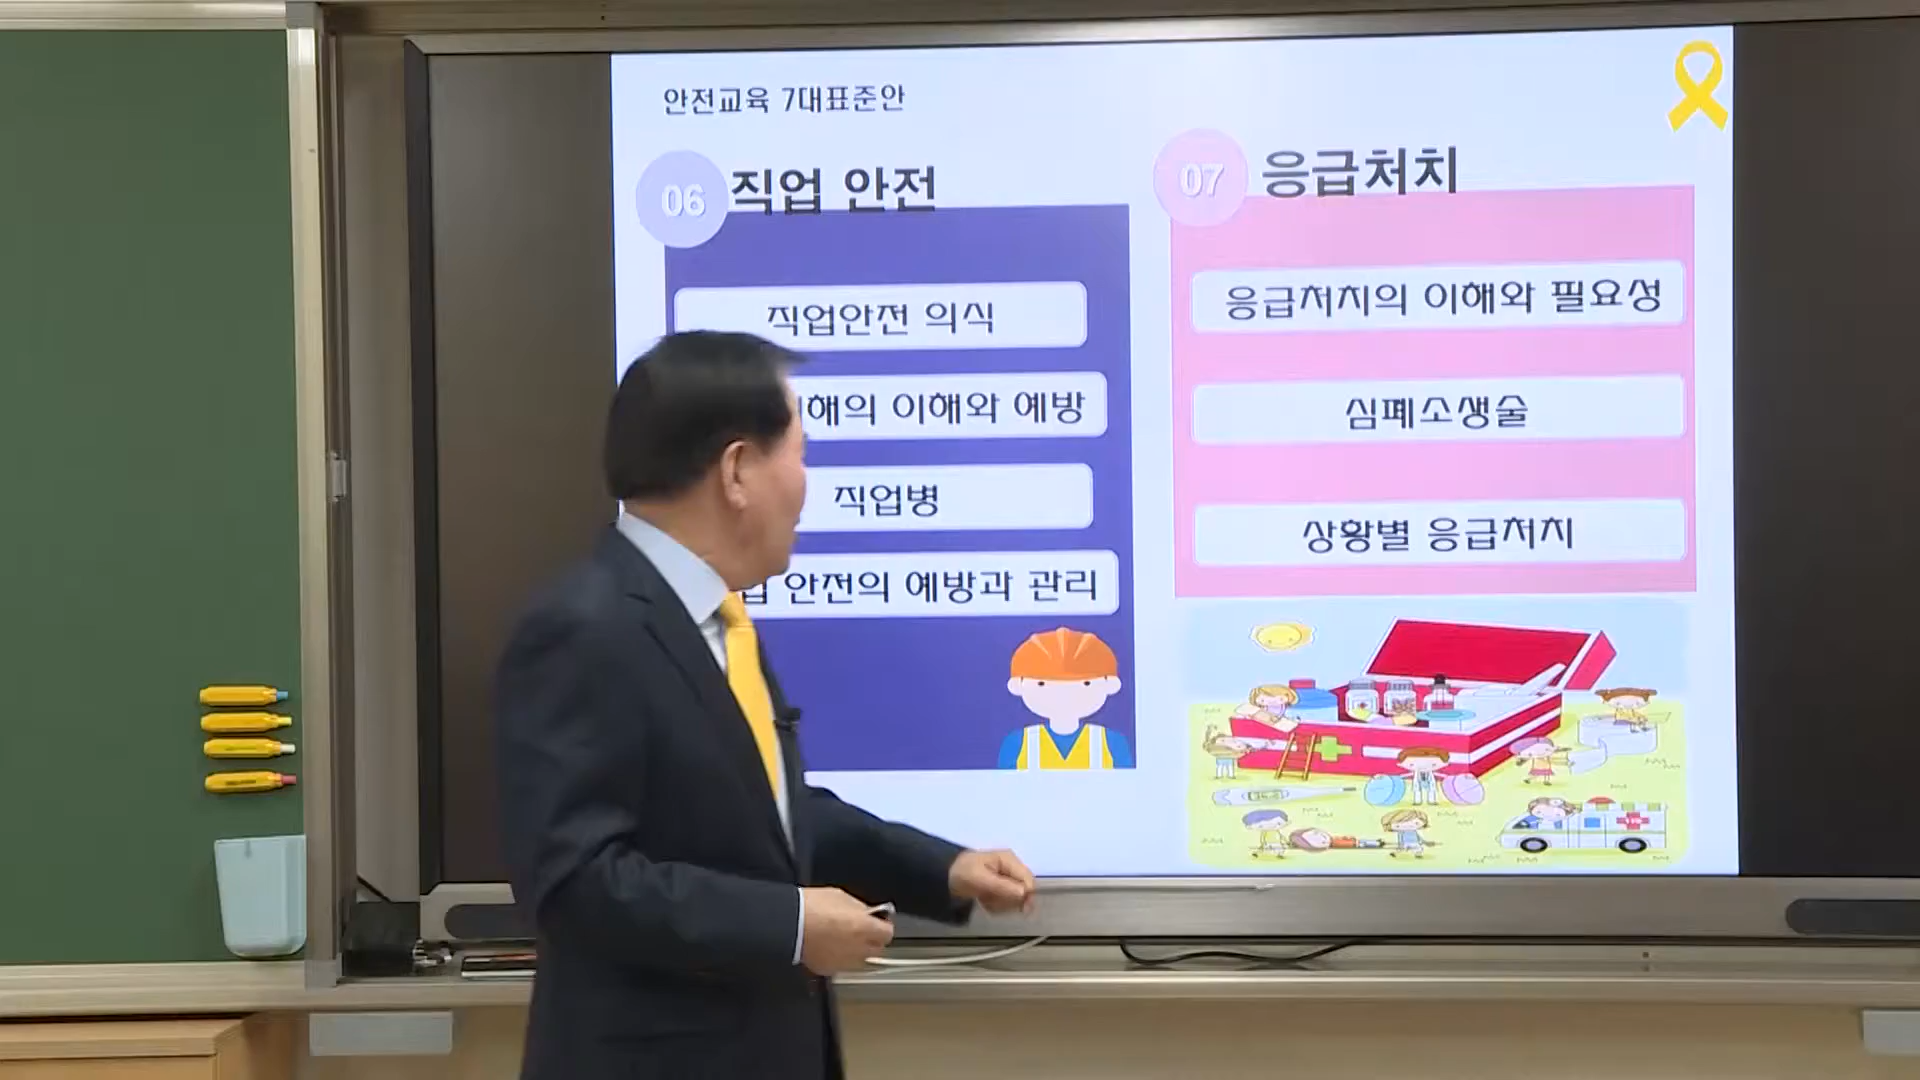 안전교육 7대표준안
06 직업 안전
직업안전 의식
해의 이해와 예방
직업병
안전의 예방과 관리
07 응급처치
응급처치의 이해와 필요성
심폐소생술
상황별 응급처치